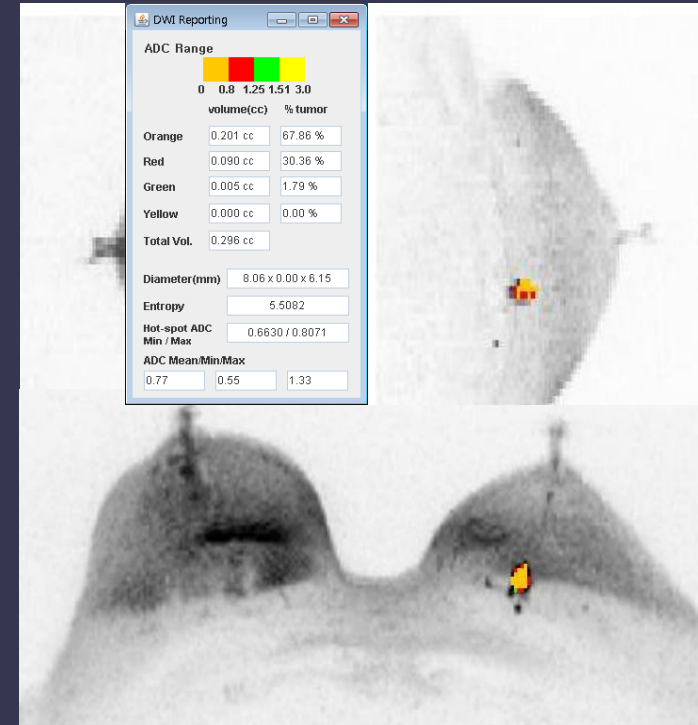 DWI Reporting
ADC Range
0 0.8 1.25 1.51 3.0
volume(cc) % tumor
Orange 0.201 cc 67.86 %
Red 0.090 cc 30.36 %
Green 0.005 cc 1.79 %
Yellow 0.000 cc 0.00 %
Total Vol. 0.296 cc
Diameter(mm) 8.06 x 0.00 x 6.15
Entropy 5.5082
Hot-spot ADC
Min / Max 0.6630 / 0.8071
ADC Mean/Min/Max
0.77 0.55 1.33